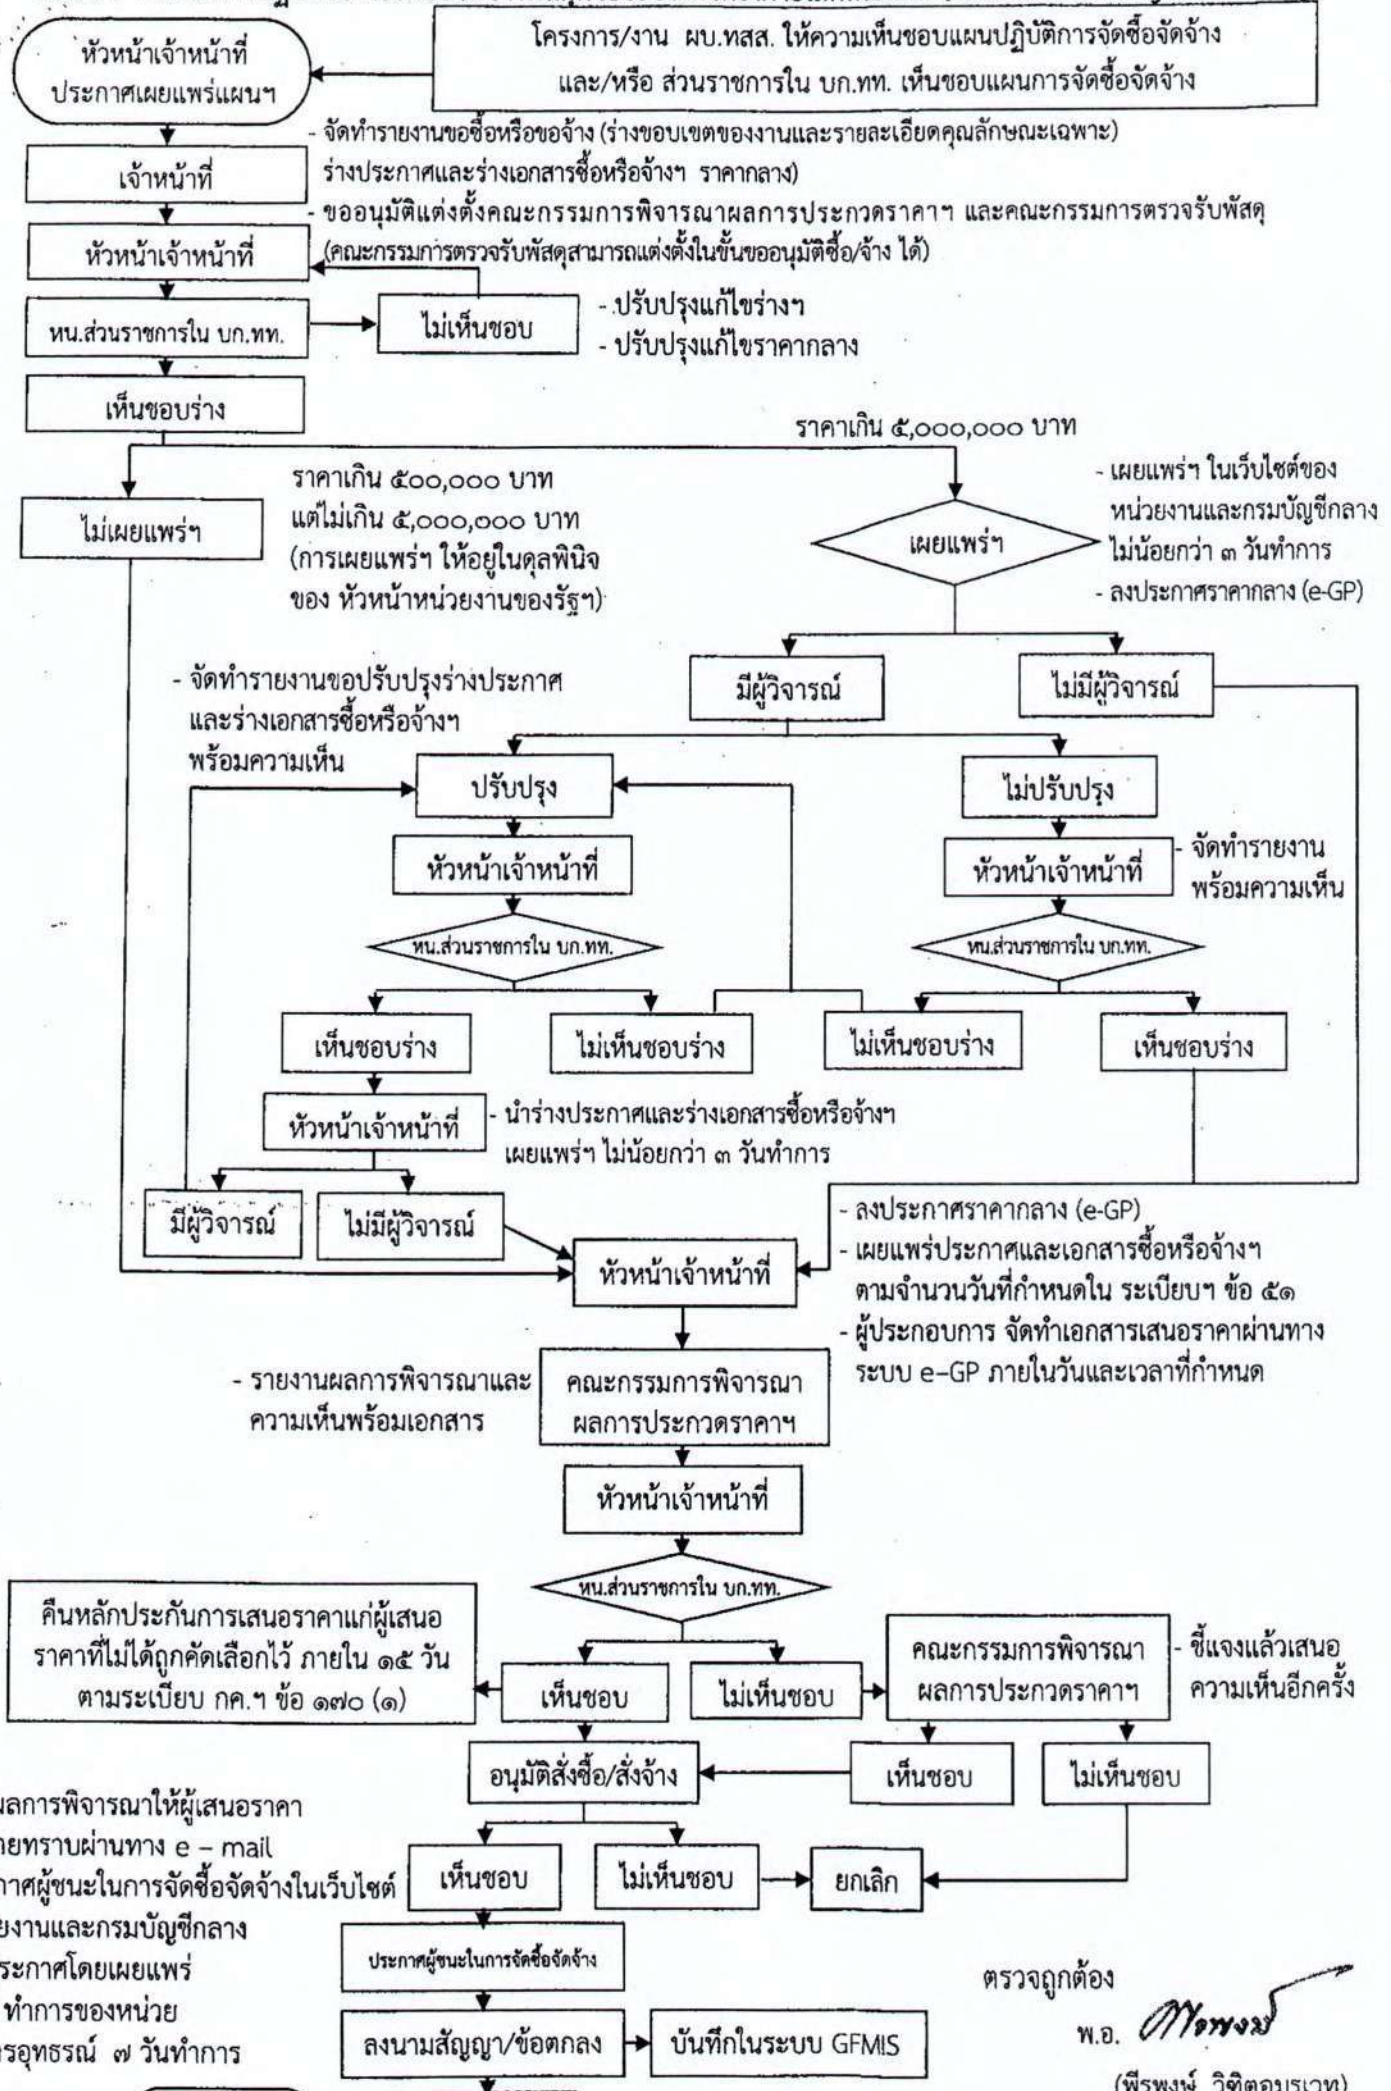 หัวหน้าเจ้าหน้าที่
ประกาศเผยแพร่แผนฯ
โครงการ/งาน ผบ.ทสส. ให้ความเห็นชอบแผนปฏิบัติการจัดซื้อจัดจ้าง
และ/หรือ ส่วนราชการใน บก.ทท. เห็นชอบแผนการจัดซื้อจัดจ้าง
- จัดทำรายงานขอซื้อหรือขอจ้าง (ร่างขอบเขตของงานและรายละเอียดคุณลักษณะเฉพาะ)
ร่างประกาศและร่างเอกสารซื้อหรือจ้างฯ ราคากลาง)
เจ้าหน้าที่
- ขออนุมัติแต่งตั้งคณะกรรมการพิจารณาผลการประกวดราคาฯ และคณะกรรมการตรวจรับพัสดุ
(คณะกรรมการตรวจรับพัสดุสามารถแต่งตั้งในขั้นขออนุมัติซื้อ/จ้าง ได้)
หัวหน้าเจ้าหน้าที่
หน.ส่วนราชการใน บก.ทท.
ไม่เห็นชอบ
- ปรับปรุงแก้ไขร่างฯ
- ปรับปรุงแก้ไขราคากลาง
เห็นชอบร่าง
ราคาเกิน ๕,๐๐๐,๐๐๐ บาท
ไม่เผยแพร่ฯ
ราคาเกิน ๕๐๐,๐๐๐ บาท
แต่ไม่เกิน ๕,๐๐๐,๐๐๐ บาท
(การเผยแพร่ฯ ให้อยู่ในดุลพินิจ
ของ หัวหน้าหน่วยงานของรัฐฯ)
เผยแพร่ฯ
- เผยแพร่ฯ ในเว็บไซต์ของ
หน่วยงานและกรมบัญชีกลาง
ไม่น้อยกว่า ๓ วันทำการ
- ลงประกาศราคากลาง (e-GP)
มีผู้วิจารณ์
ไม่มีผู้วิจารณ์
- จัดทำรายงานขอปรับปรุงร่างประกาศ
และร่างเอกสารซื้อหรือจ้างฯ
พร้อมความเห็น
ปรับปรุง
ไม่ปรับปรุง
หัวหน้าเจ้าหน้าที่
หัวหน้าเจ้าหน้าที่
- จัดทำรายงาน
พร้อมความเห็น
หน.ส่วนราชการใน บก.ทท.
หน.ส่วนราชการใน บก.ทท.
เห็นชอบร่าง
ไม่เห็นชอบร่าง
ไม่เห็นชอบร่าง
เห็นชอบร่าง
หัวหน้าเจ้าหน้าที่
- นำร่างประกาศและร่างเอกสารซื้อหรือจ้างฯ
เผยแพร่ฯ ไม่น้อยกว่า ๓ วันทำการ
มีผู้วิจารณ์
ไม่มีผู้วิจารณ์
หัวหน้าเจ้าหน้าที่
- ลงประกาศราคากลาง (e-GP)
- เผยแพร่ประกาศและเอกสารซื้อหรือจ้างฯ
ตามจำนวนวันที่กำหนดใน ระเบียบฯ ข้อ ๕๑
- ผู้ประกอบการ จัดทำเอกสารเสนอราคาผ่านทาง
ระบบ e–GP ภายในวันและเวลาที่กำหนด
- รายงานผลการพิจารณาและ
ความเห็นพร้อมเอกสาร
คณะกรรมการพิจารณา
ผลการประกวดราคาฯ
หัวหน้าเจ้าหน้าที่
หน.ส่วนราชการใน บก.ทท.
คืนหลักประกันการเสนอราคาแก่ผู้เสนอ
ราคาที่ไม่ได้ถูกคัดเลือกไว้ ภายใน ๑๕ วัน
ตามระเบียบ กค.ฯ ข้อ ๑๗๐ (๑)
เห็นชอบ
ไม่เห็นชอบ
คณะกรรมการพิจารณา
ผลการประกวดราคาฯ
- ชี้แจงแล้วเสนอ
ความเห็นอีกครั้ง
อนุมัติสั่งซื้อ/สั่งจ้าง
เห็นชอบ
ไม่เห็นชอบ
ผลการพิจารณาให้ผู้เสนอราคา
ายทราบผ่านทาง e – mail
กาศผู้ชนะในการจัดซื้อจัดจ้างในเว็บไซต์
ยงานและกรมบัญชีกลาง
ระกาศโดยเผยแพร่
ทำการของหน่วย
รอุทธรณ์ ๗ วันทำการ
เห็นชอบ
ไม่เห็นชอบ
ยกเลิก
ประกาศผู้ชนะในการจัดซื้อจัดจ้าง
ลงนามสัญญา/ข้อตกลง
บันทึกในระบบ GFMIS
ตรวจถูกต้อง
พ.อ.
(พีรพงษ์